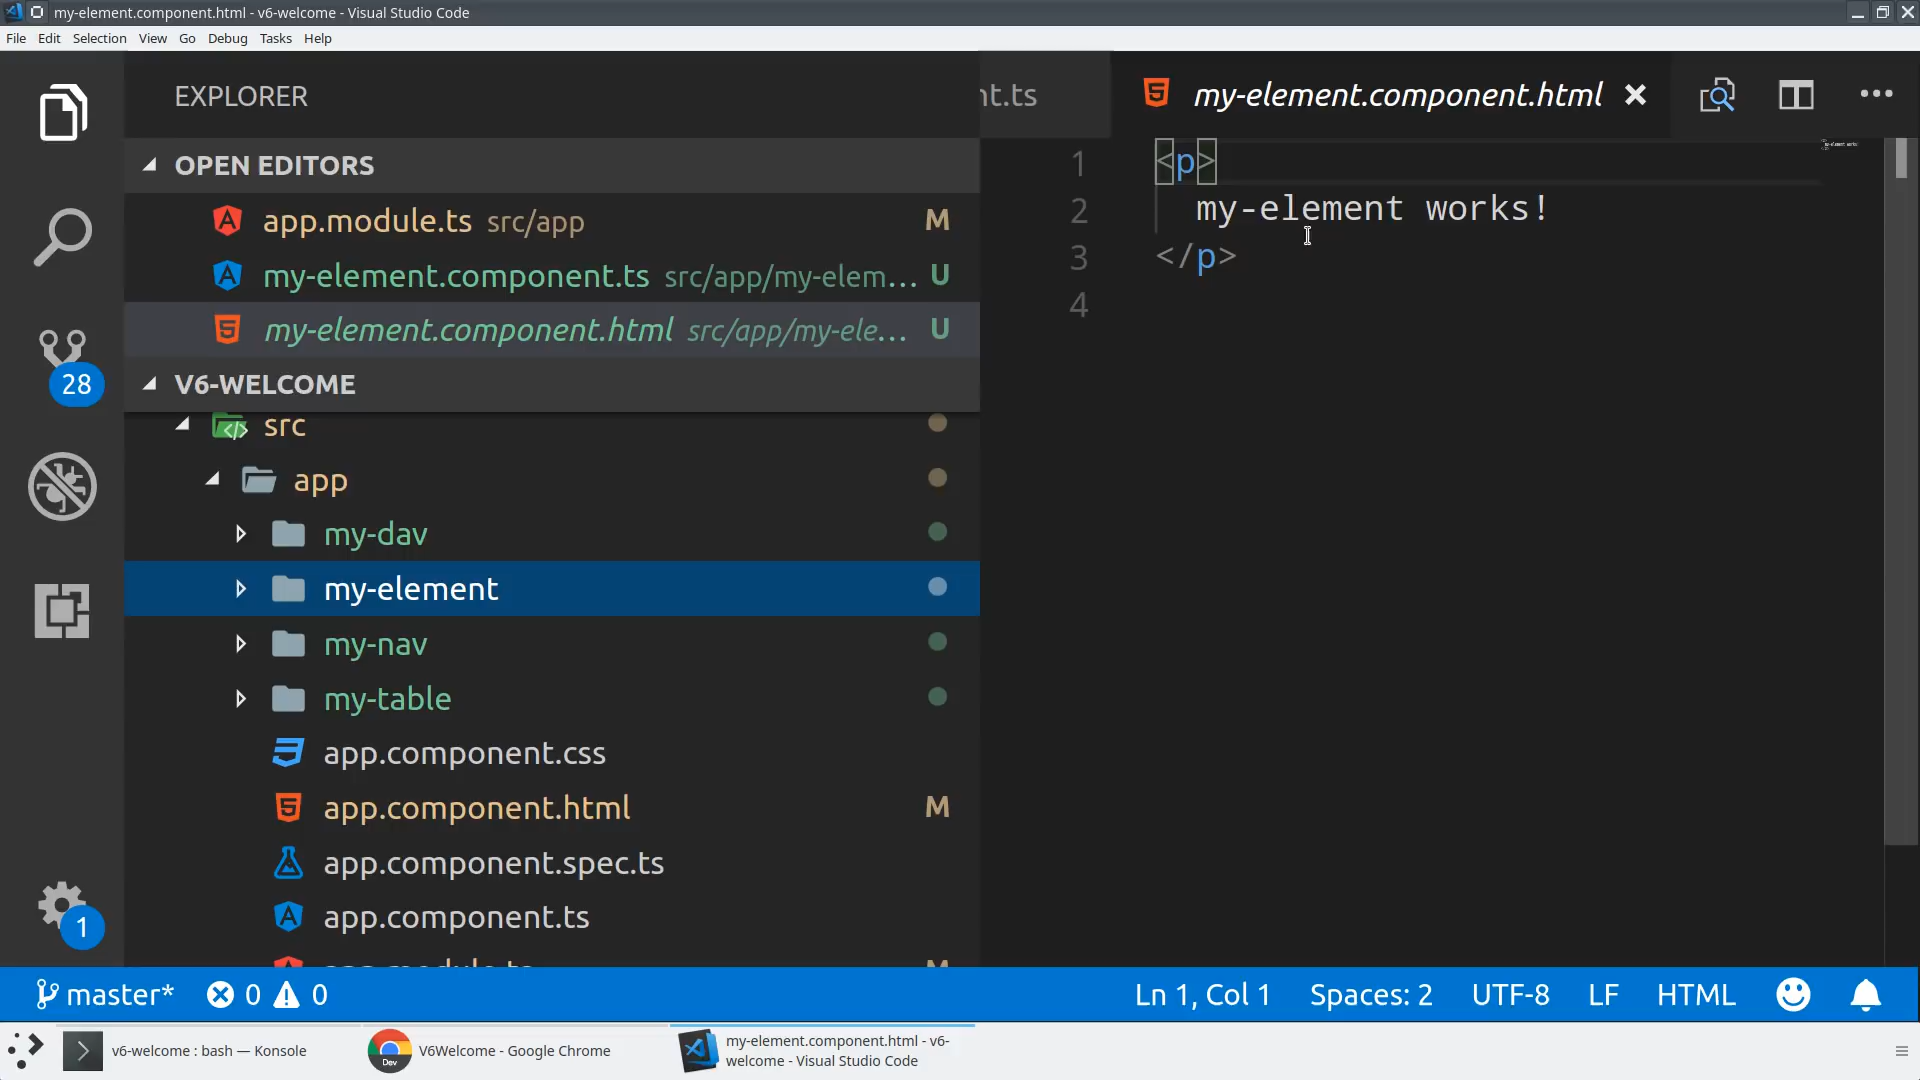 my-element.component.html - v6-welcome - Visual Studio Code
File Edit Selection View Go Debug Tasks Help
EXPLORER
nt.ts
my-element.component.html
OPEN EDITORS
app.module.ts src/app M
my-element.component.ts src/app/my-elem... U
my-element.component.html src/app/my-ele... U
V6-WELCOME
src
app
my-dav
my-element
my-nav
my-table
app.component.css
app.component.html M
app.component.spec.ts
app.component.ts
app.module.ts M
1 <p>
2 my-element works!
3 </p>
4
28
1
master* 0 0
Ln 1, Col 1 Spaces: 2 UTF-8 LF HTML
v6-welcome : bash — Konsole
Dev
V6Welcome - Google Chrome
my-element.component.html - v6-
welcome - Visual Studio Code